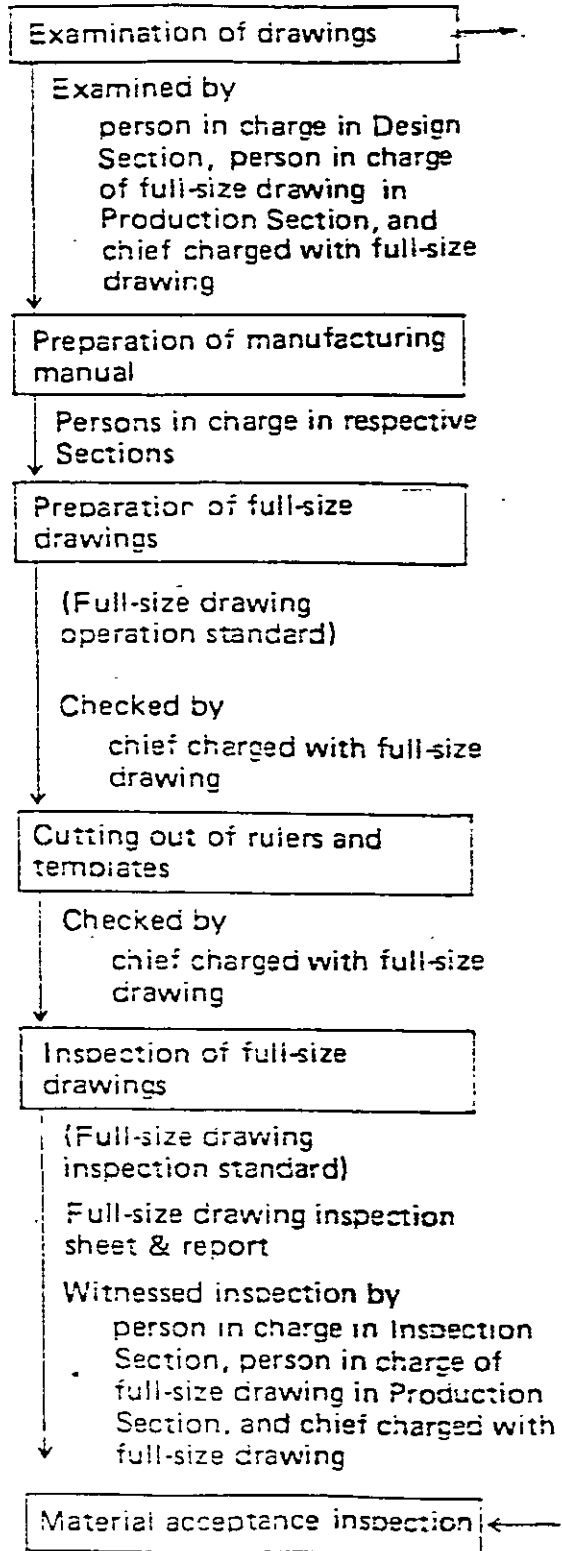 Examination of drawings
Examined by
person in charge in Design
Section, person in charge
of full-size drawing in
Production Section, and
chief charged with full-size
drawing
Preparation of manufacturing
manual
Persons in charge in respective
Sections
Preparation of full-size
drawings
(Full-size drawing
operation standard)
Checked by
chief charged with full-size
drawing
Cutting out of rulers and
templates
Checked by
chief charged with full-size
drawing
Inspection of full-size
drawings
(Full-size drawing
inspection standard)
Full-size drawing inspection
sheet & report
Witnessed inspection by
person in charge in Inspection
Section, person in charge of
full-size drawing in Production
Section, and chief charged with
full-size drawing
Material acceptance inspection